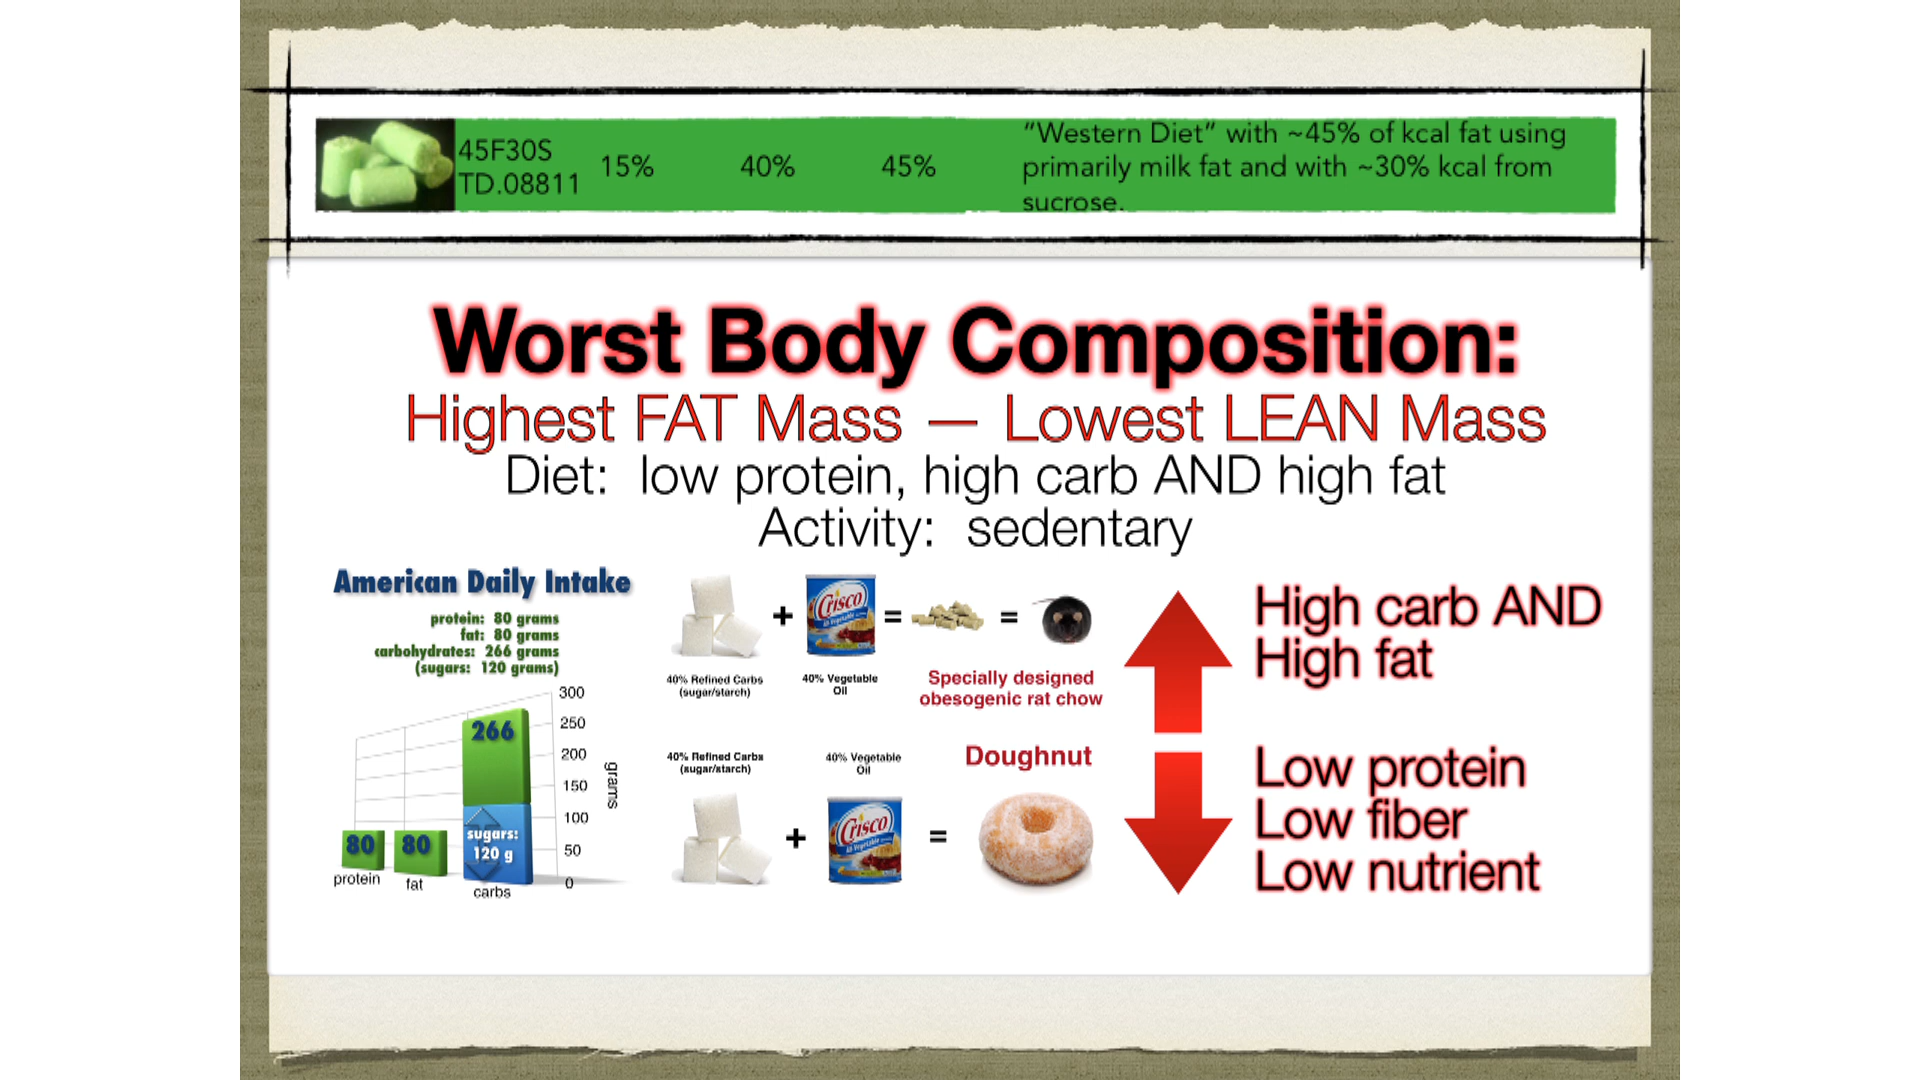 45F30S
TD.08811
15%
40%
45%
“Western Diet” with ~45% of kcal fat using
primarily milk fat and with ~30% kcal from
sucrose.
Worst Body Composition:
Highest FAT Mass — Lowest LEAN Mass
Diet: low protein, high carb AND high fat
Activity: sedentary
American Daily Intake
protein: 80 grams
fat: 80 grams
carbohydrates: 266 grams
(sugars: 120 grams)
300
250
200
150
100
50
0
grams
266
sugars:
120 g
80
80
protein
fat
carbs
+
Crisco
=
=
40% Refined Carbs
(sugar/starch)
40% Vegetable
Oil
Specially designed
obesogenic rat chow
40% Refined Carbs
(sugar/starch)
40% Vegetable
Oil
Doughnut
+
Crisco
=
High carb AND
High fat
Low protein
Low fiber
Low nutrient